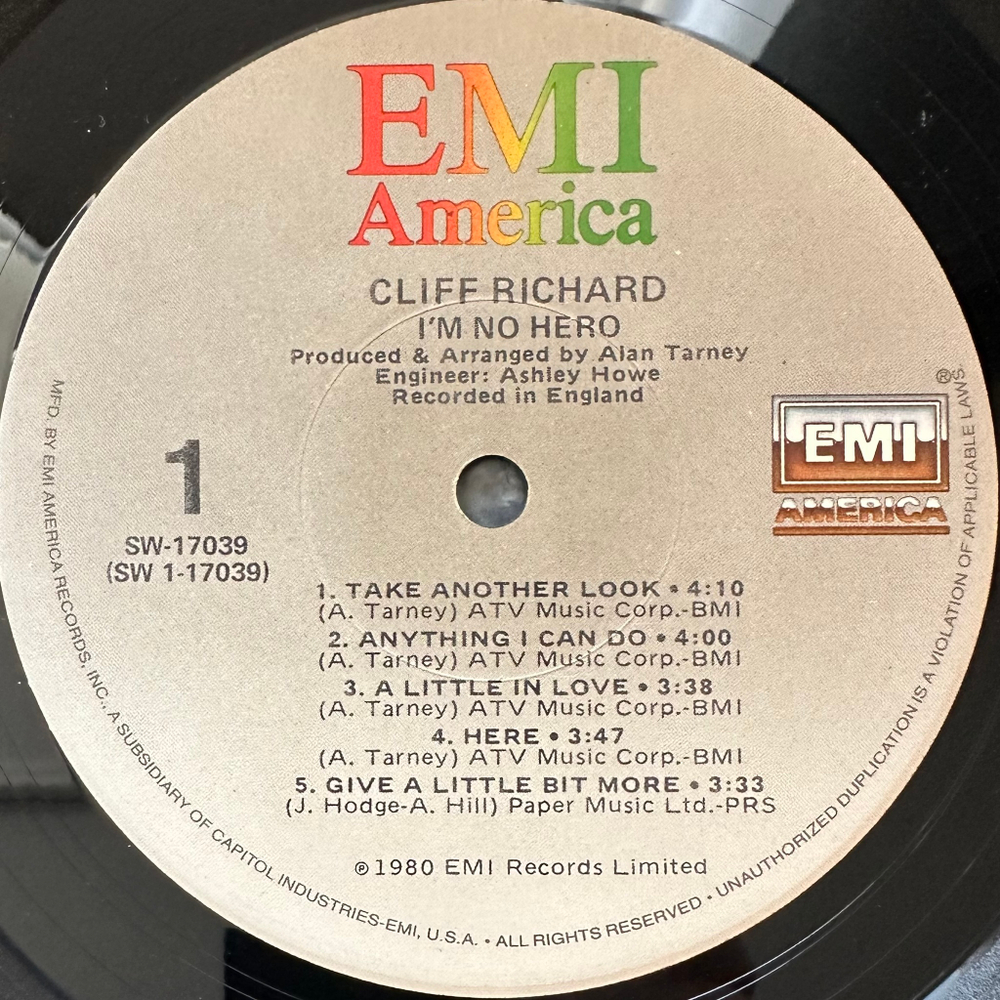 EMI
America
CLIFF RICHARD
I'M NO HERO
Produced & Arranged by Alan Tarney
Engineer: Ashley Howe
Recorded in England
1
SW-17039
(SW 1-17039)
®
EMI
AMERICA
1. TAKE ANOTHER LOOK • 4:10
(A. Tarney) ATV Music Corp.-BMI
2. ANYTHING I CAN DO • 4:00
(A. Tarney) ATV Music Corp.-BMI
3. A LITTLE IN LOVE • 3:38
(A. Tarney) ATV Music Corp.-BMI
4. HERE • 3:47
(A. Tarney) ATV Music Corp.-BMI
5. GIVE A LITTLE BIT MORE • 3:33
(J. Hodge-A. Hill) Paper Music Ltd.-PRS
℗1980 EMI Records Limited
MFD. BY EMI AMERICA RECORDS, INC., A SUBSIDIARY OF CAPITOL INDUSTRIES-EMI, U.S.A. • ALL RIGHTS RESERVED • UNAUTHORIZED DUPLICATION IS A VIOLATION OF APPLICABLE LAWS.